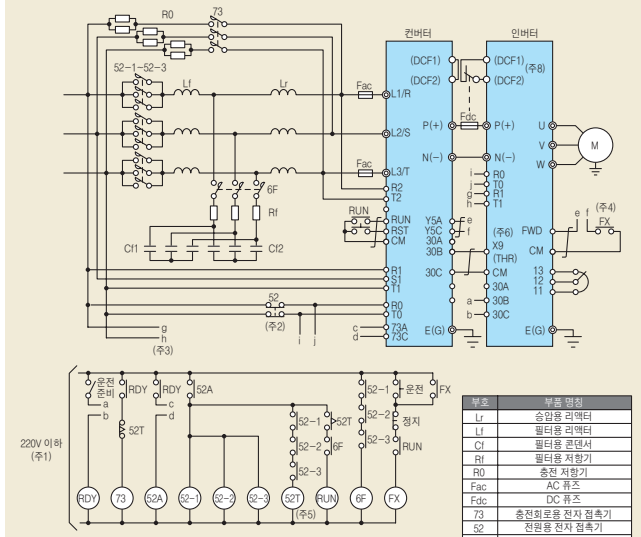 R0
73
컨버터
인버터
52-1~52-3
Lf
Lr
Fac
L1/R
L2/S
Fac
L3/T
(DCF1)
(DCF2)
(DCF1)
(주8)
(DCF2)
Fdc
P(+)
P(+)
N(-)
N(-)
U
V
W
M
R2
T2
i
j
g
h
R0
T0
R1
T1
6F
Rf
Cf1
Cf2
RUN
RUN
RST
CM
Y5A
Y5C
30A
30B
e
f
(주6)
X9
(THR)
FWD
CM
e
f
(주4)
FX
R1
S1
T1
30C
CM
30A
30B
30C
a
b
13
12
11
52
(주2)
R0
T0
i
j
g
h
(주3)
c
d
73A
73C
E(G)
E(G)
220V 이하
(주1)
운전
준비
a
b
RDY
52T
RDY
c
d
52A
52-1
52-2
52-3
52T
6F
52-1
52-2
52-3
운전
정지
RUN
FX
RDY
73
52A
52-1
52-2
52-3
52T
(주5)
RUN
6F
FX
부호 부품 명칭
Lr 승압용 리액터
Lf 필터용 리액터
Cf 필터용 콘덴서
Rf 필터용 저항기
R0 충전 저항기
Fac AC 퓨즈
Fdc DC 퓨즈
73 충전회로용 전자 접촉기
52 전원용 전자 접촉기